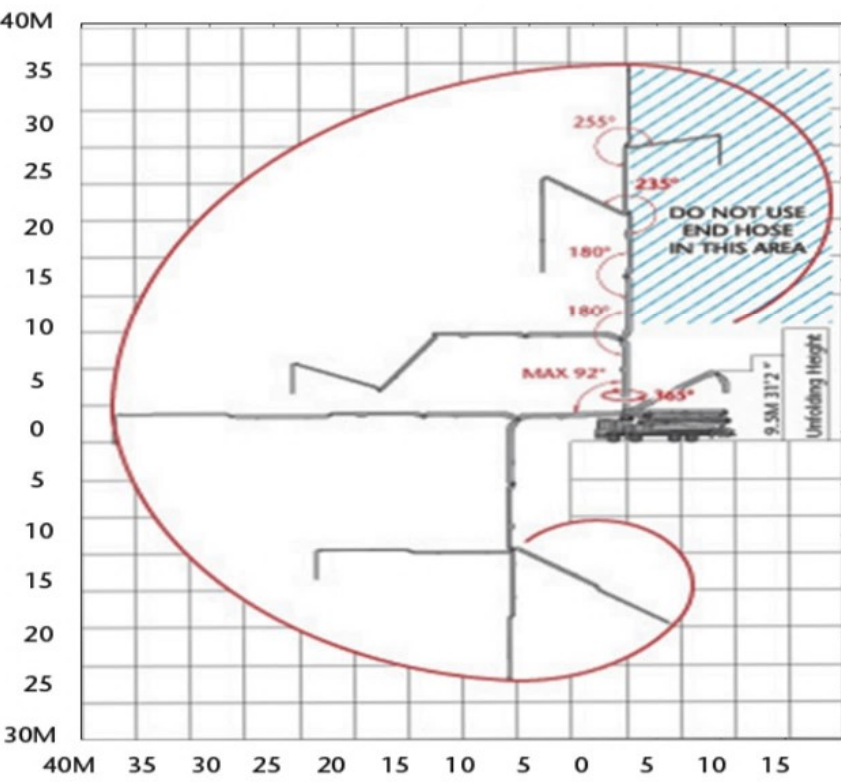 40M
35
30
25
20
15
10
5
0
5
10
15
20
25
30M
255°
235°
DO NOT USE
END HOSE
IN THIS AREA
180°
180°
MAX 92°
365°
9.5M 31'2"
Unfolding Height
40M 35 30 25 20 15 10 5 0 5 10 15